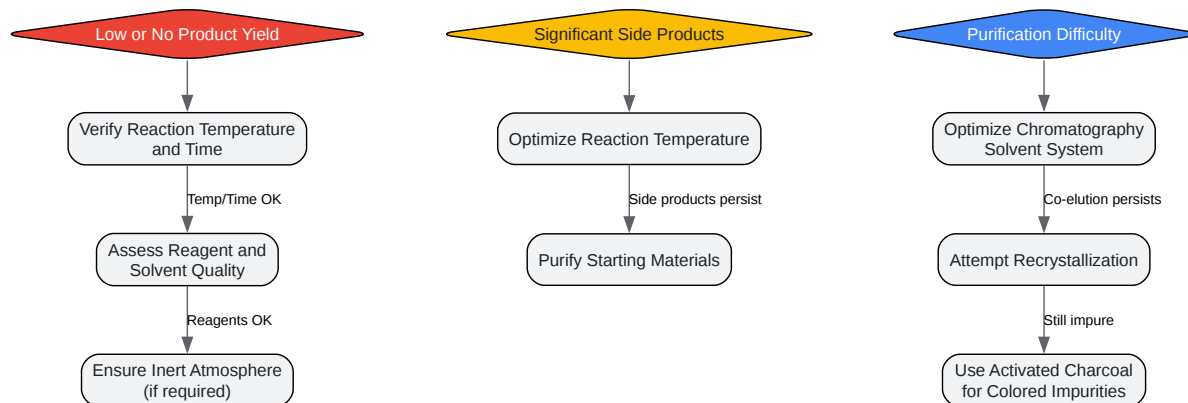 Low or No Product Yield
Verify Reaction Temperature
and Time
Temp/Time OK
Assess Reagent and
Solvent Quality
Reagents OK
Ensure Inert Atmosphere
(if required)
Significant Side Products
Optimize Reaction Temperature
Side products persist
Purify Starting Materials
Purification Difficulty
Optimize Chromatography
Solvent System
Co-elution persists
Attempt Recrystallization
Still impure
Use Activated Charcoal
for Colored Impurities